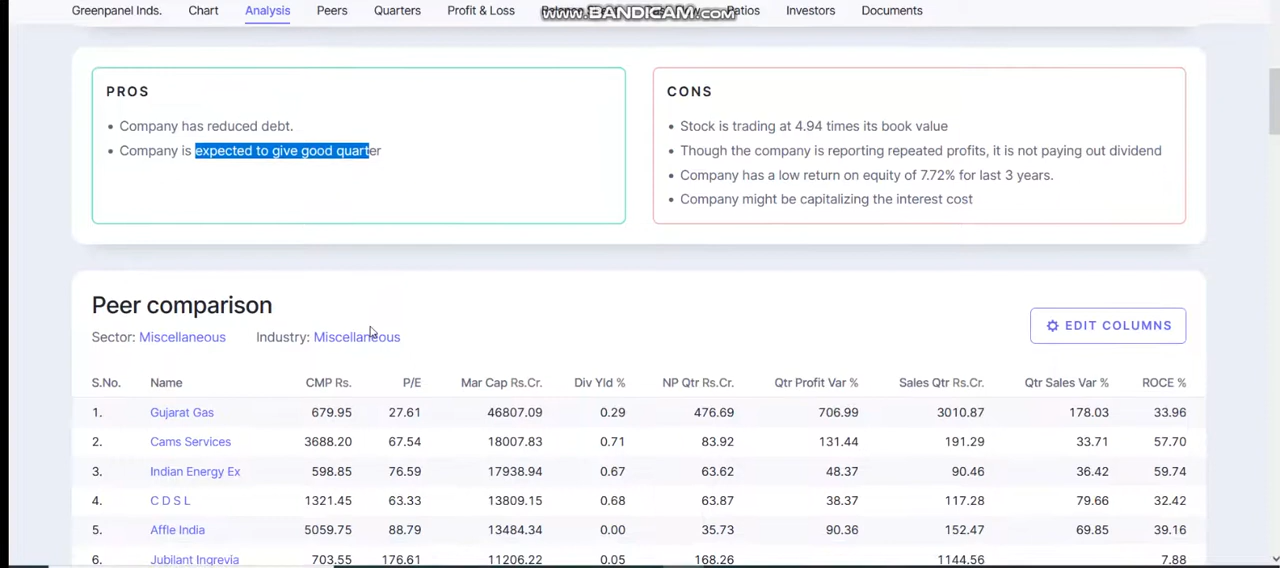 Greenpanel Inds. Chart Analysis Peers Quarters Profit & Loss Balance Investors Documents
www.BANDICAM.com
PROS
Company has reduced debt.
Company is expected to give good quarter
CONS
Stock is trading at 4.94 times its book value
Though the company is reporting repeated profits, it is not paying out dividend
Company has a low return on equity of 7.72% for last 3 years.
Company might be capitalizing the interest cost
Peer comparison
Sector: Miscellaneous Industry: Miscellaneous
EDIT COLUMNS
S.No. Name CMP Rs. P/E Mar Cap Rs.Cr. Div Yld % NP Qtr Rs.Cr. Qtr Profit Var % Sales Qtr Rs.Cr. Qtr Sales Var % ROCE %
1. Gujarat Gas 679.95 27.61 46807.09 0.29 476.69 706.99 3010.87 178.03 33.96
2. Cams Services 3688.20 67.54 18007.83 0.71 83.92 131.44 191.29 33.71 57.70
3. Indian Energy Ex 598.85 76.59 17938.94 0.67 63.62 48.37 90.46 36.42 59.74
4. C D S L 1321.45 63.33 13809.15 0.68 63.87 38.37 117.28 79.66 32.42
5. Affle India 5059.75 88.79 13484.34 0.00 35.73 90.36 152.47 69.85 39.16
6. Jubilant Ingrevia 703.55 176.61 11206.22 0.05 168.26 1144.56 7.88